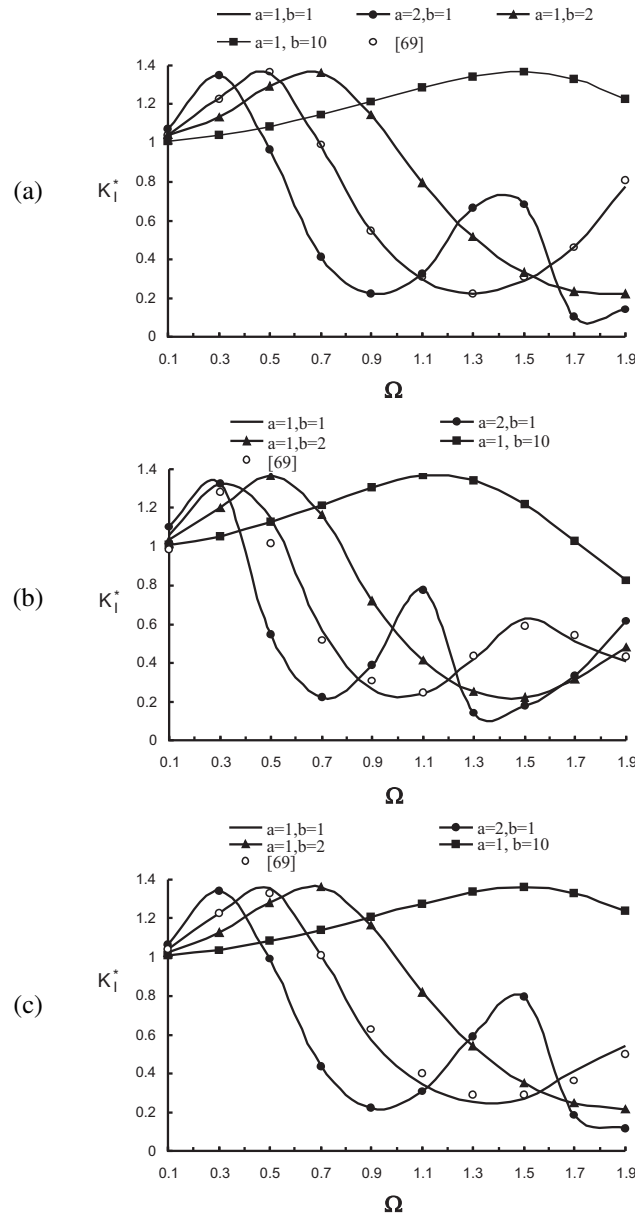 a=1,b=1 a=2,b=1 a=1,b=2
a=1, b=10 [69]
(a)
K*I
1.4
1.2
1
0.8
0.6
0.4
0.2
0
0.1 0.3 0.5 0.7 0.9 1.1 1.3 1.5 1.7 1.9
Ω
a=1,b=1 a=2,b=1
a=1,b=2 a=1, b=10
[69]
(b)
K*I
1.4
1.2
1
0.8
0.6
0.4
0.2
0
0.1 0.3 0.5 0.7 0.9 1.1 1.3 1.5 1.7 1.9
Ω
a=1,b=1 a=2,b=1
a=1,b=2 a=1, b=10
[69]
(c)
K*I
1.4
1.2
1
0.8
0.6
0.4
0.2
0
0.1 0.3 0.5 0.7 0.9 1.1 1.3 1.5 1.7 1.9
Ω